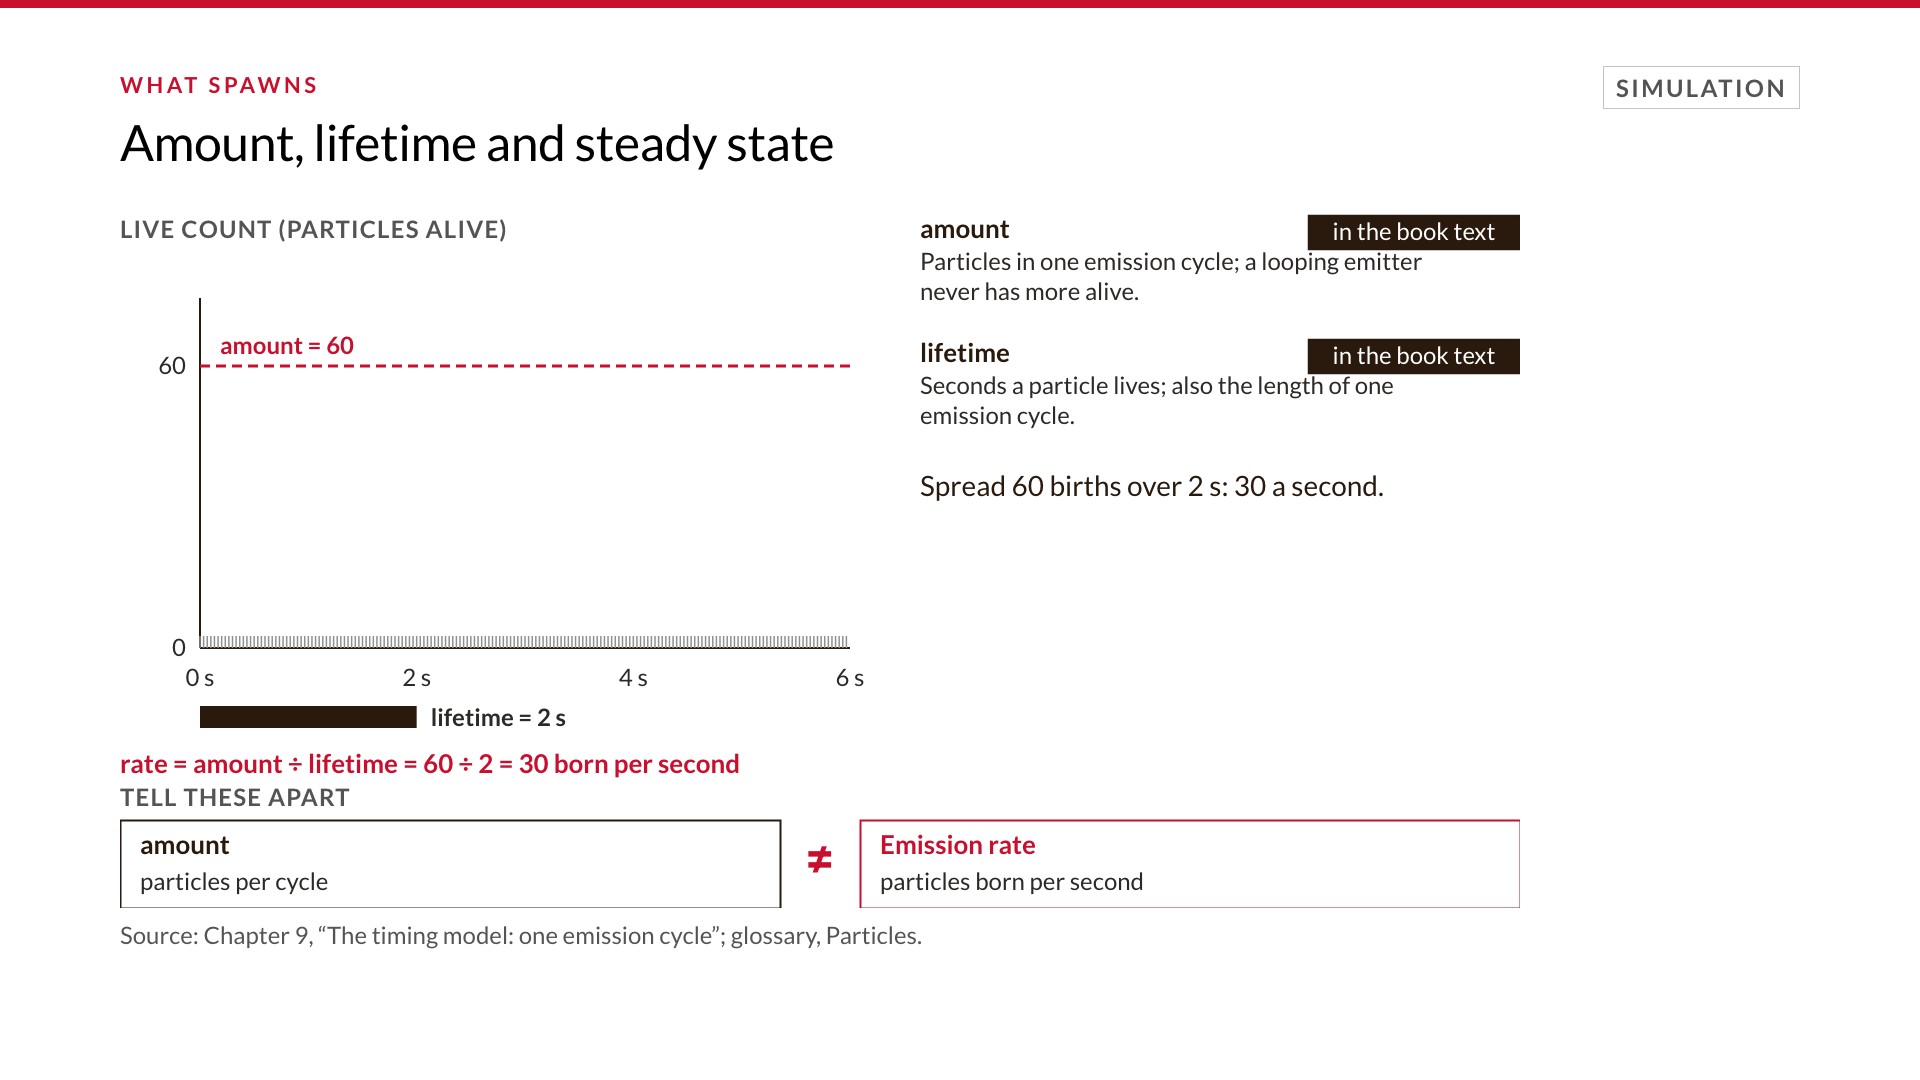 WHAT SPAWNS
SIMULATION
Amount, lifetime and steady state
LIVE COUNT (PARTICLES ALIVE)
amount = 60
60
0
0 s
2 s
4 s
6 s
lifetime = 2 s
rate = amount ÷ lifetime = 60 ÷ 2 = 30 born per second
amount
in the book text
Particles in one emission cycle; a looping emitter
never has more alive.
lifetime
in the book text
Seconds a particle lives; also the length of one
emission cycle.
Spread 60 births over 2 s: 30 a second.
TELL THESE APART
amount
particles per cycle
≠
Emission rate
particles born per second
Source: Chapter 9, “The timing model: one emission cycle”; glossary, Particles.